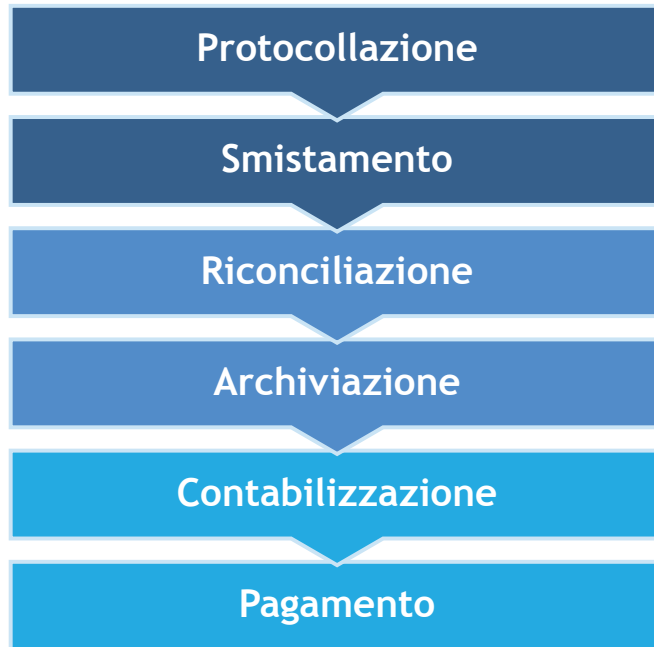 Protocollazione
Smistamento
Riconciliazione
Archiviazione
Contabilizzazione
Pagamento